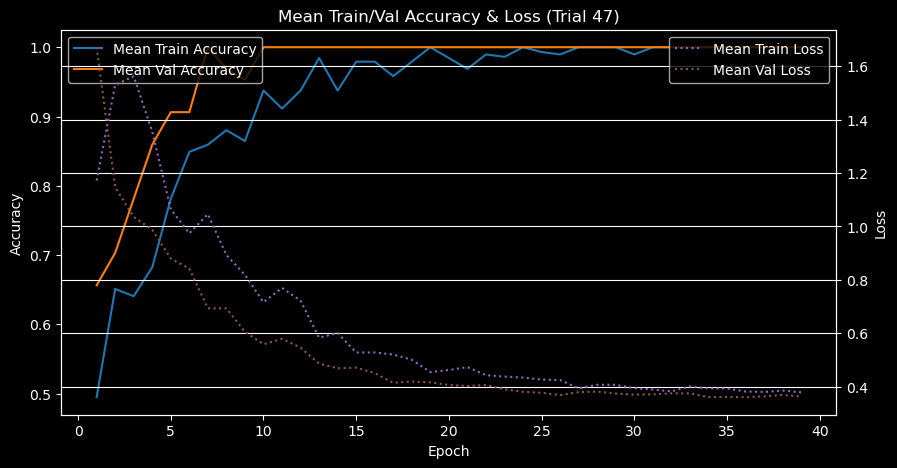 Mean Train/Val Accuracy & Loss (Trial 47)
Mean Train Accuracy
Mean Val Accuracy
Mean Train Loss
Mean Val Loss
Accuracy
1.0
0.9
0.8
0.7
0.6
0.5
1.6
1.4
1.2
1.0
0.8
0.6
0.4
Loss
0 5 10 15 20 25 30 35 40
Epoch